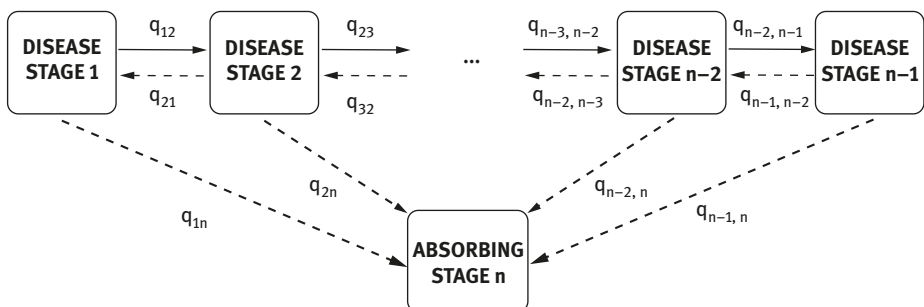 q12
q23
q n−3, n−2
q n−2, n−1
DISEASE
STAGE 1
DISEASE
STAGE 2
...
DISEASE
STAGE n−2
DISEASE
STAGE n−1
q21
q32
q n−2, n−3
q n−1, n−2
q1n
q2n
q n−2, n
q n−1, n
ABSORBING
STAGE n